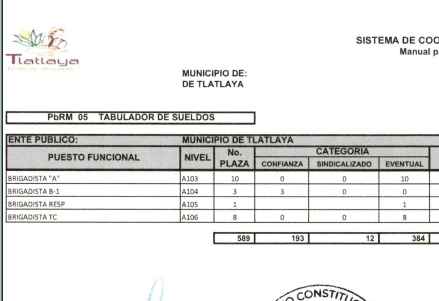 Tlatlaya
SISTEMA DE COO
Manual p
MUNICIPIO DE:
DE TLATLAYA
PbRM 05 TABULADOR DE SUELDOS
ENTE PUBLICO: MUNICIPIO DE TLATLAYA
PUESTO FUNCIONAL NIVEL No. PLAZA CATEGORIA
CONFIANZA SINDICALIZADO EVENTUAL
BRIGADISTA "A" A103 10 0 0 10
BRIGADISTA B-1 A104 3 3 0 0
BRIGADISTA RESP A105 1 1
BRIGADISTA TC A106 8 0 0 8
589 193 12 384
O CONSTITU